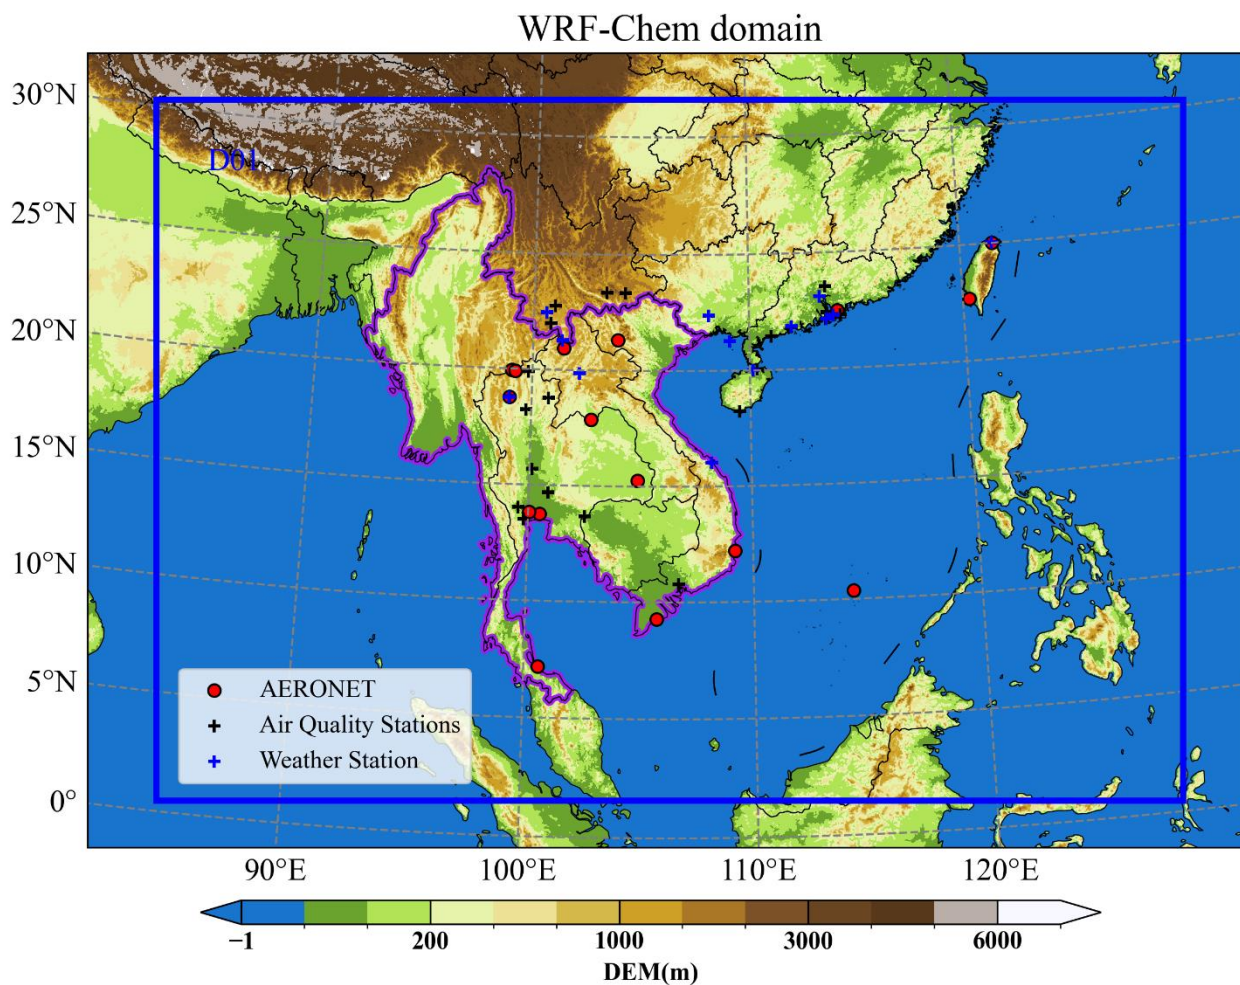 WRF-Chem domain
30°N
D01
25°N
20°N
15°N
10°N
5°N
0°
AERONET
Air Quality Stations
Weather Station
90°E 100°E 110°E 120°E
−1 200 1000 3000 6000
DEM(m)